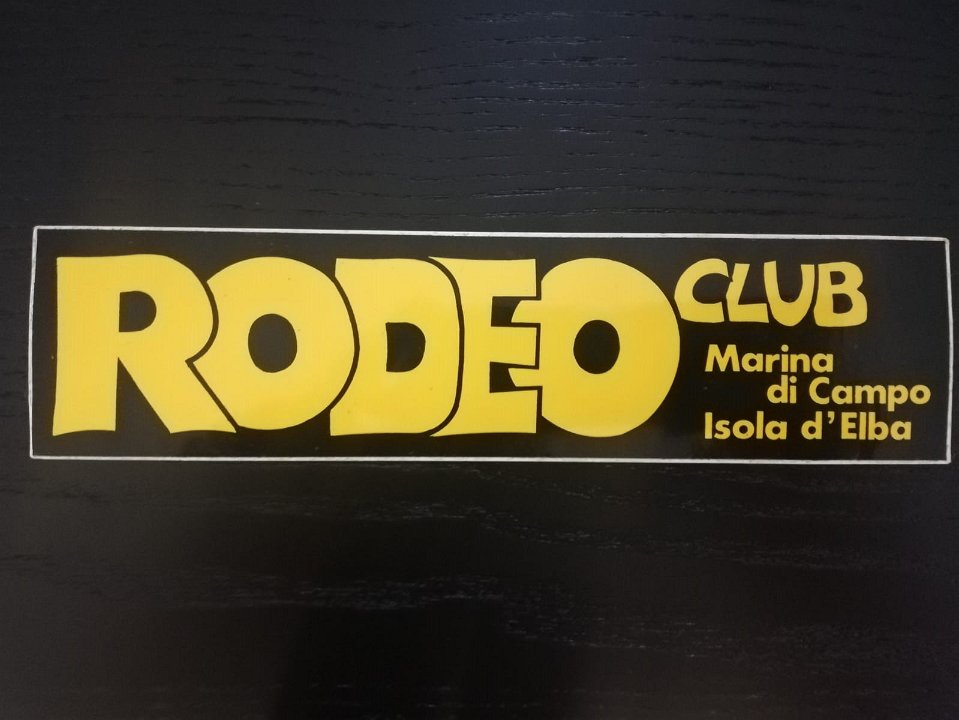 RODEO CLUB
Marina
di Campo
Isola d'Elba